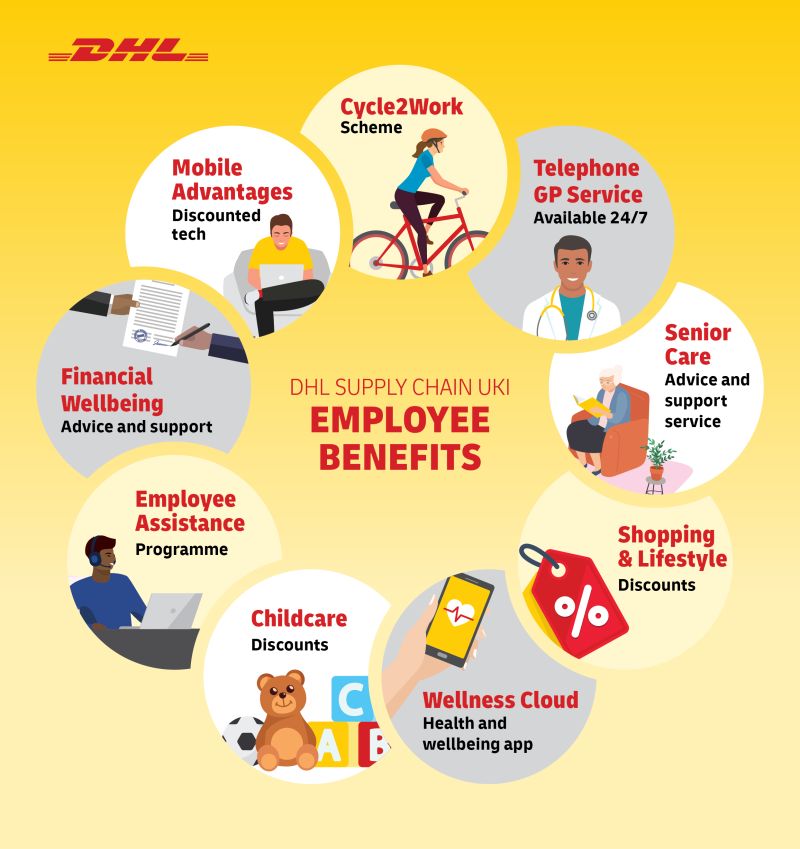 DHL
Cycle2Work
Scheme
Telephone
GP Service
Available 24/7
Senior
Care
Advice and
support
service
Shopping
& Lifestyle
Discounts
%
Wellness Cloud
Health and
wellbeing app
Childcare
Discounts
C
A B
Employee
Assistance
Programme
Financial
Wellbeing
Advice and support
Mobile
Advantages
Discounted
tech
DHL SUPPLY CHAIN UKI
EMPLOYEE
BENEFITS